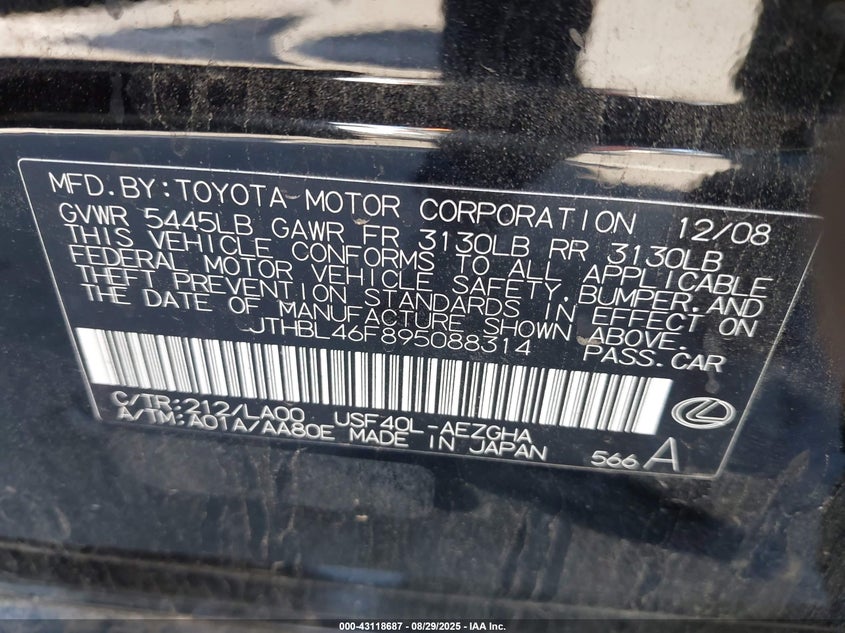 MFD.BY:TOYOTA MOTOR CORPORATION 12/08
GVWR 5445LB GAWR FR 3130LB RR 3130LB
THIS VEHICLE CONFORMS TO ALL APPLICABLE
FEDERAL MOTOR VEHICLE SAFETY,BUMPER,AND
THEFT PREVENTION STANDARDS IN EFFECT ON
THE DATE OF MANUFACTURE SHOWN ABOVE.
JTHBL46F895088314 PASS.CAR
C/TR:212/LA00 USF40L-AEZGHA
A/TM:A01A/AA80E MADE IN JAPAN 566 A
000-43118687 - 08/29/2025 - IAA Inc.